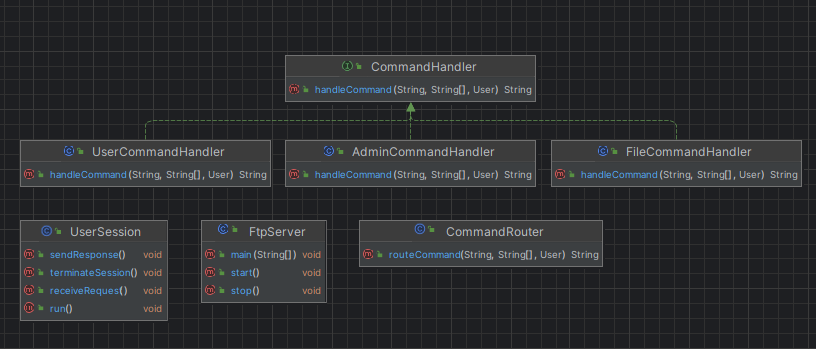 CommandHandler
handleCommand(String, String[], User) String
UserCommandHandler
handleCommand(String, String[], User) String
AdminCommandHandler
handleCommand(String, String[], User) String
FileCommandHandler
handleCommand(String, String[], User) String
UserSession
sendResponse() void
terminateSession() void
receiveReques() void
run() void
FtpServer
main(String[]) void
start() void
stop() void
CommandRouter
routeCommand(String, String[], User) String